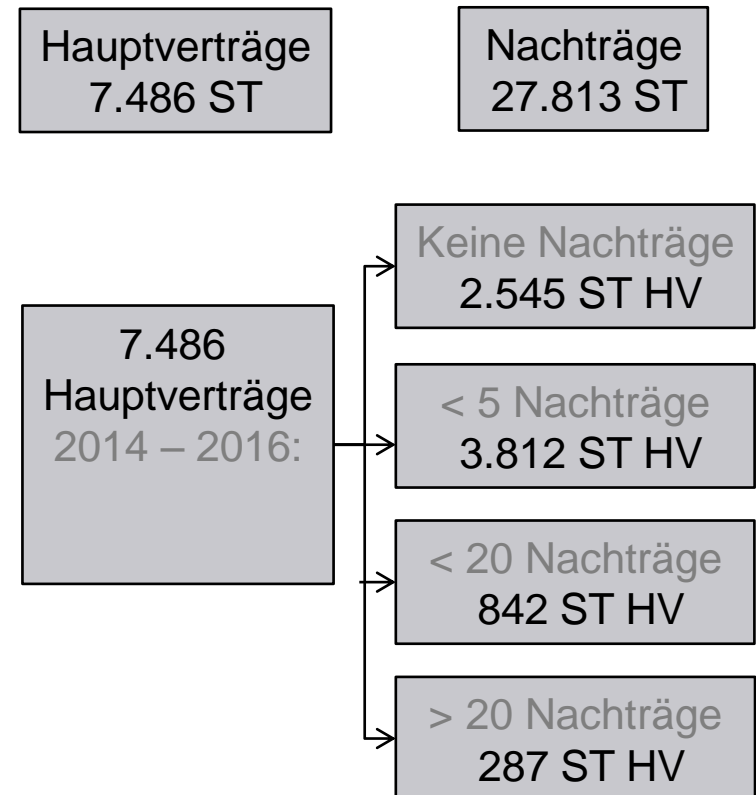 Hauptverträge
7.486 ST
Nachträge
27.813 ST
7.486
Hauptverträge
2014 – 2016:
Keine Nachträge
2.545 ST HV
< 5 Nachträge
3.812 ST HV
< 20 Nachträge
842 ST HV
> 20 Nachträge
287 ST HV